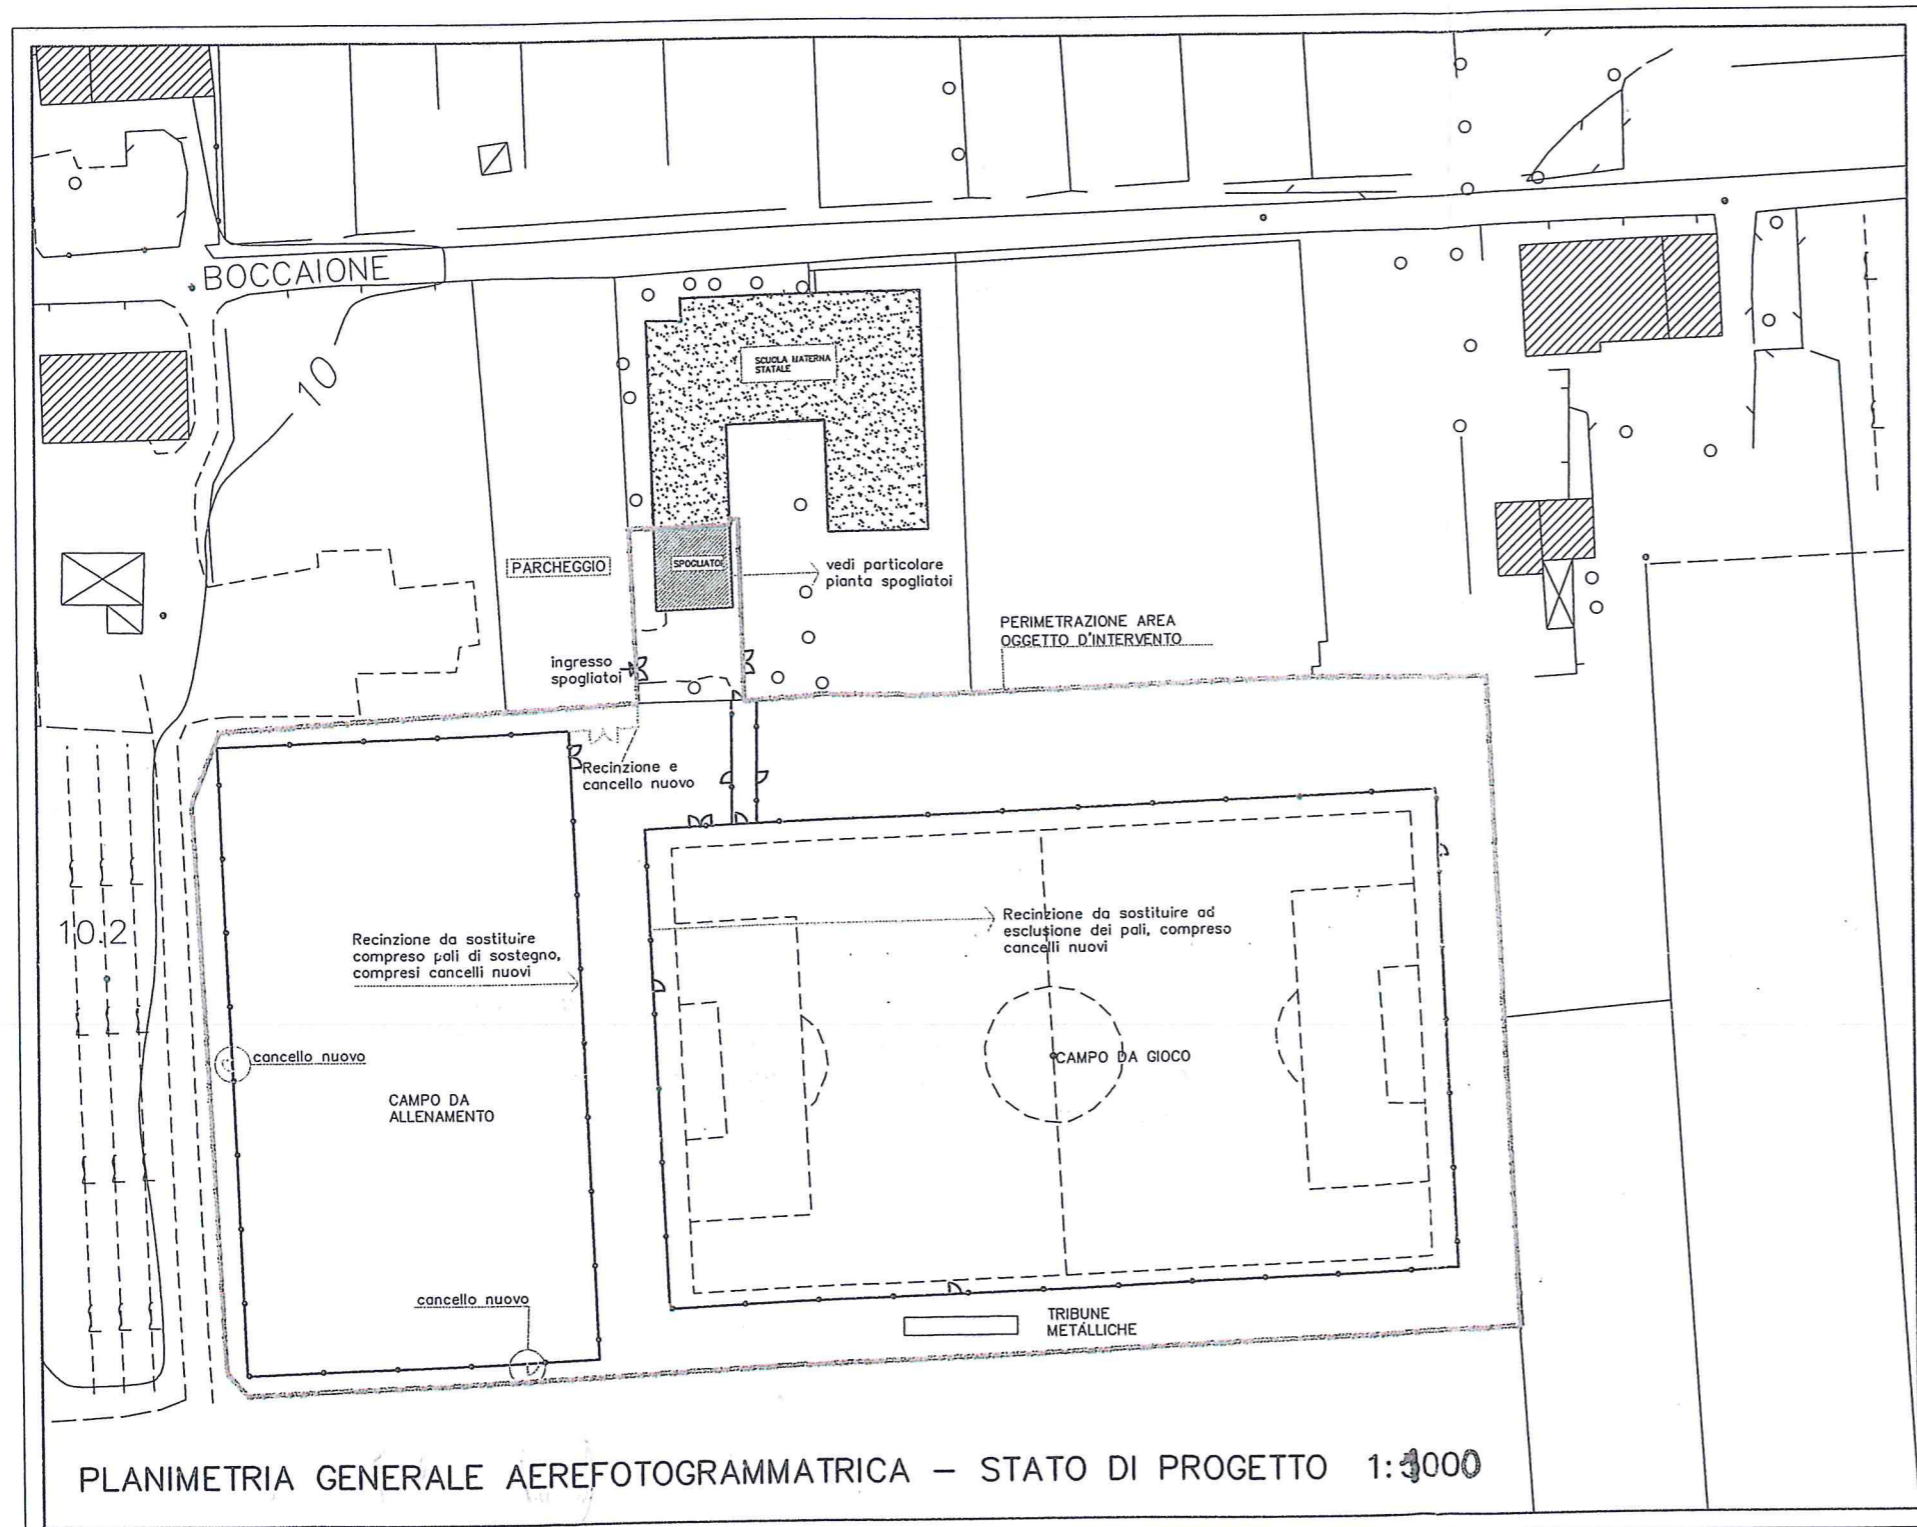 BOCCAIONE
10
SCUOLA MATERNA
STATALE
PARCHEGGIO
SPOGLIATOI
vedi particolare
pianta spogliatoi
PERIMETRAZIONE AREA
OGGETTO D'INTERVENTO
ingresso
spogliatoi
Recinzione e
cancello nuovo
10.2
Recinzione da sostituire
compreso pali di sostegno,
compresi cancelli nuovi
Recinzione da sostituire ad
esclusione dei pali, compreso
cancelli nuovi
cancello nuovo
CAMPO DA GIOCO
CAMPO DA
ALLENAMENTO
cancello nuovo
TRIBUNE
METALLICHE
PLANIMETRIA GENERALE AEREFOTOGRAMMATRICA – STATO DI PROGETTO